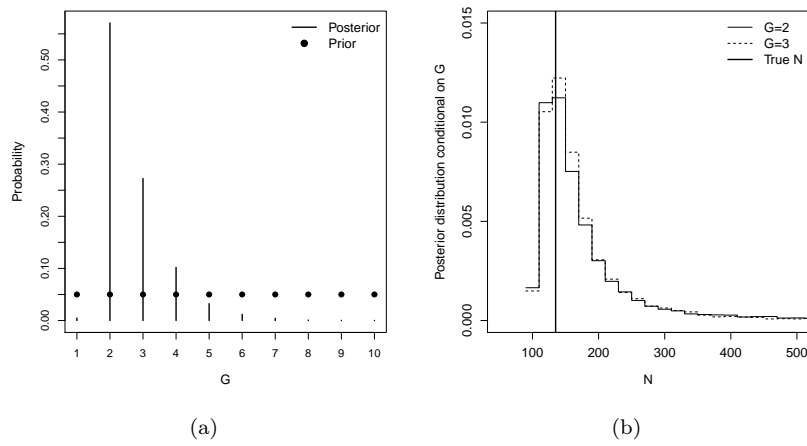 Posterior
Prior
0.00
0.10
0.20
0.30
0.40
0.50
Probability
1 2 3 4 5 6 7 8 9 10
G
(a)
G=2
G=3
True N
0.000
0.005
0.010
0.015
Posterior distribution conditional on G
100 200 300 400 500
N
(b)